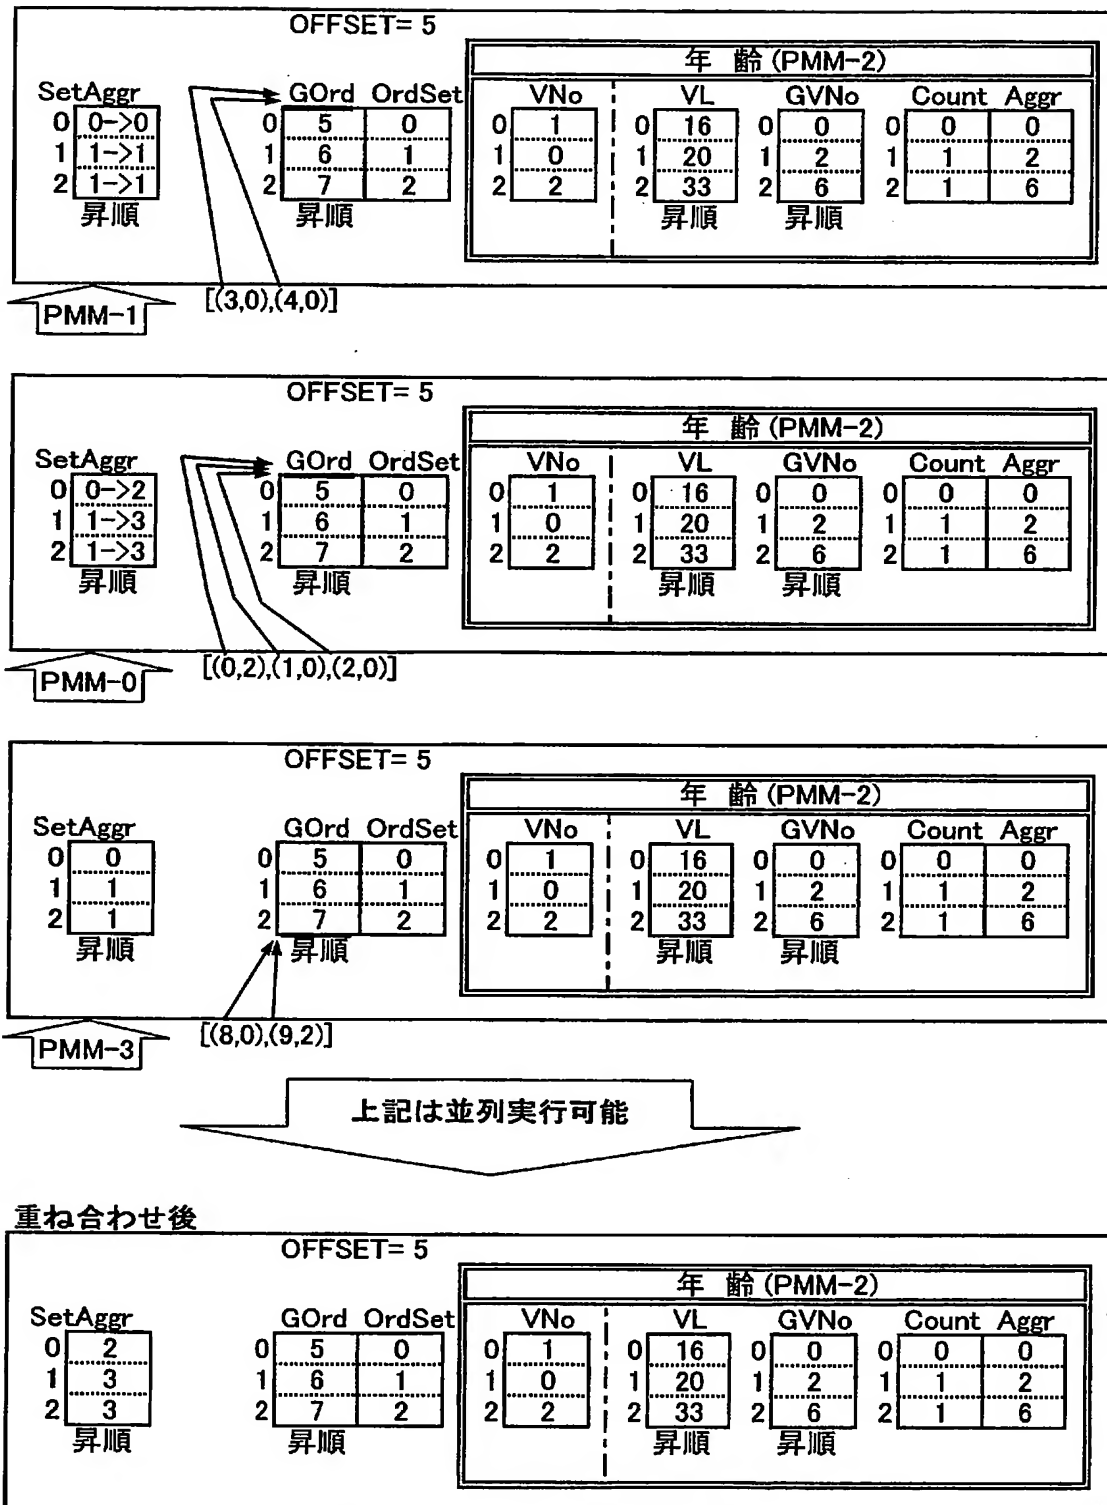 OFFSET= 5
年 齢 (PMM-2)
SetAggr GOrd OrdSet VNo VL GVNo Count Aggr
0 0->0 0 5 0 0 1 0 16 0 0 0 0 0
1 1->1 1 6 1 1 0 1 20 1 2 1 1 2
2 1->1 2 7 2 2 2 2 33 2 6 2 1 6
昇順 昇順 昇順 昇順
PMM-1 [(3,0),(4,0)]
OFFSET= 5
年 齢 (PMM-2)
SetAggr GOrd OrdSet VNo VL GVNo Count Aggr
0 0->2 0 5 0 0 1 0 16 0 0 0 0 0
1 1->3 1 6 1 1 0 1 20 1 2 1 1 2
2 1->3 2 7 2 2 2 2 33 2 6 2 1 6
昇順 昇順 昇順 昇順
PMM-0 [(0,2),(1,0),(2,0)]
OFFSET= 5
年 齢 (PMM-2)
SetAggr GOrd OrdSet VNo VL GVNo Count Aggr
0 0 0 5 0 0 1 0 16 0 0 0 0 0
1 1 1 6 1 1 0 1 20 1 2 1 1 2
2 1 2 7 2 2 2 2 33 2 6 2 1 6
昇順 昇順 昇順 昇順
PMM-3 [(8,0),(9,2)]
上記は並列実行可能
重ね合わせ後
OFFSET= 5
年 齢 (PMM-2)
SetAggr GOrd OrdSet VNo VL GVNo Count Aggr
0 2 0 5 0 0 1 0 16 0 0 0 0 0
1 3 1 6 1 1 0 1 20 1 2 1 1 2
2 3 2 7 2 2 2 2 33 2 6 2 1 6
昇順 昇順 昇順 昇順